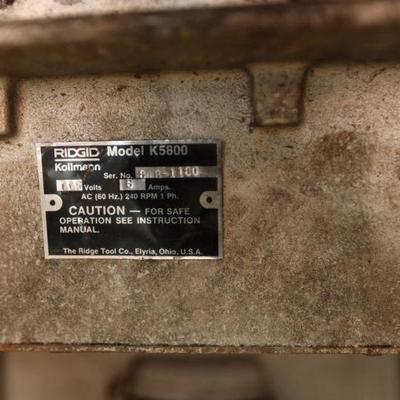 RIDGID Model K5800
Kollmann
Ser. No.
Volts 6 Amps.
AC (60 Hz.) 240 RPM 1 Ph.
CAUTION — FOR SAFE
OPERATION SEE INSTRUCTION
MANUAL.
The Ridge Tool Co., Elyria, Ohio, U.S.A.